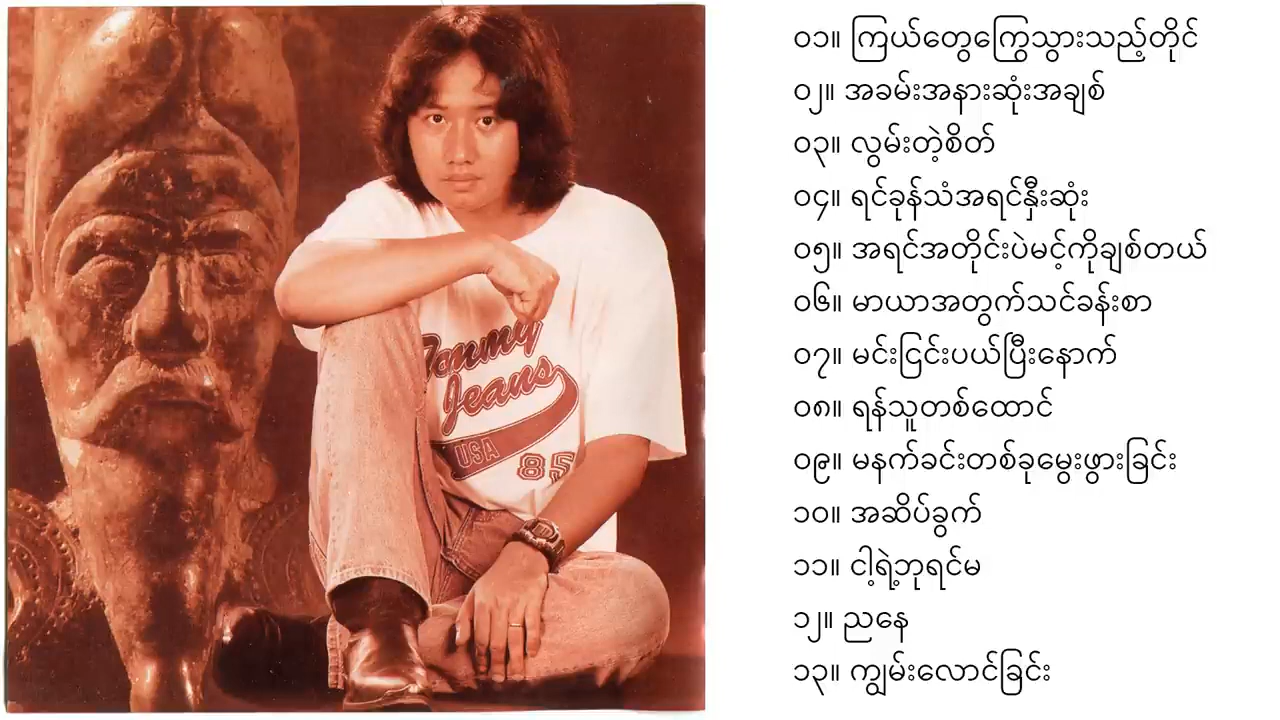 Tommy
Jeans
USA
85
၀၁။ ကြယ်တွေကြွေသွားသည့်တိုင်
၀၂။ အခမ်းအနားဆုံးအချစ်
၀၃။ လွမ်းတဲ့စိတ်
၀၄။ ရင်ခုန်သံအရင်နှီးဆုံး
၀၅။ အရင်အတိုင်းပဲမင့်ကိုချစ်တယ်
၀၆။ မာယာအတွက်သင်ခန်းစာ
၀၇။ မင်းငြင်းပယ်ပြီးနောက်
၀၈။ ရန်သူတစ်ထောင်
၀၉။ မနက်ခင်းတစ်ခုမွေးဖွားခြင်း
၁၀။ အဆိပ်ခွက်
၁၁။ ငါ့ရဲ့ဘုရင်မ
၁၂။ ညနေ
၁၃။ ကျွမ်းလောင်ခြင်း